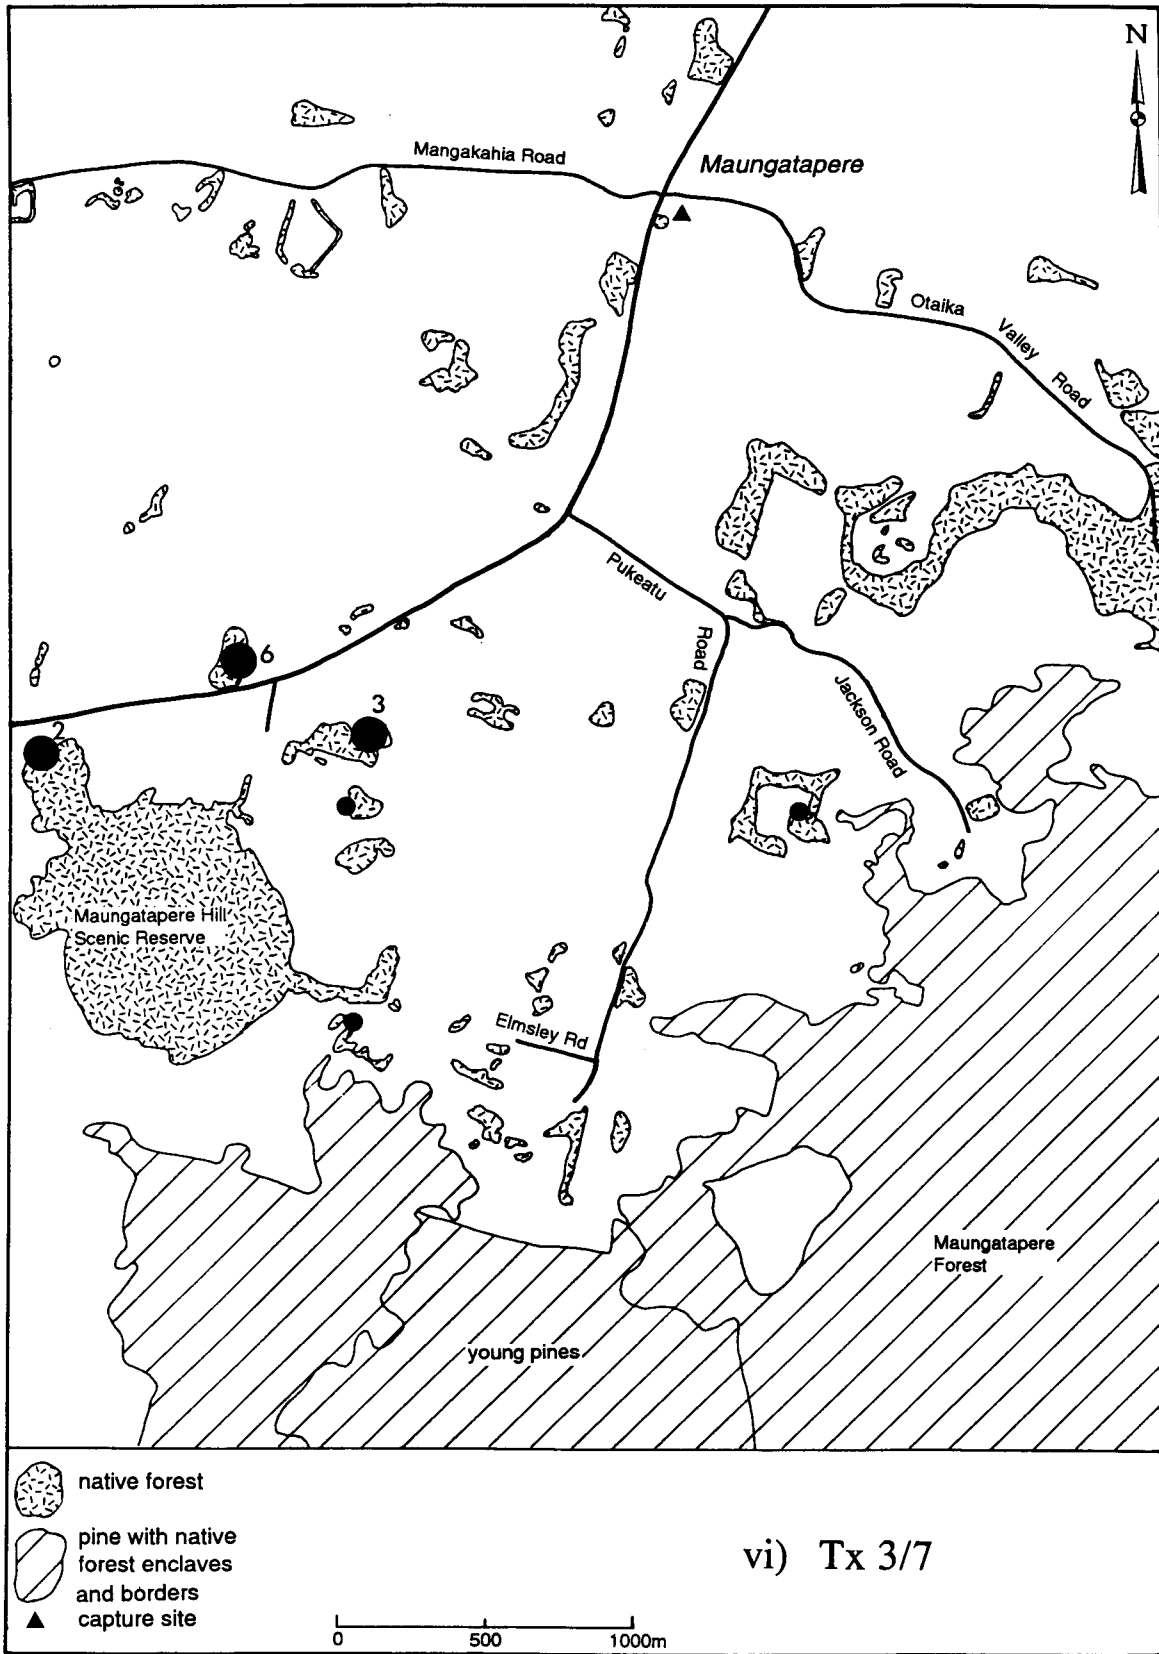 N
Mangakahia Road
Maungatapere
Otaika
Valley
Road
Pukeatu
Road
Jackson Road
6
3
2
Maungatapere Hill
Scenic Reserve
Elmsley Rd
Maungatapere
Forest
young pines
native forest
pine with native
forest enclaves
and borders
capture site
vi) Tx 3/7
0 500 1000m